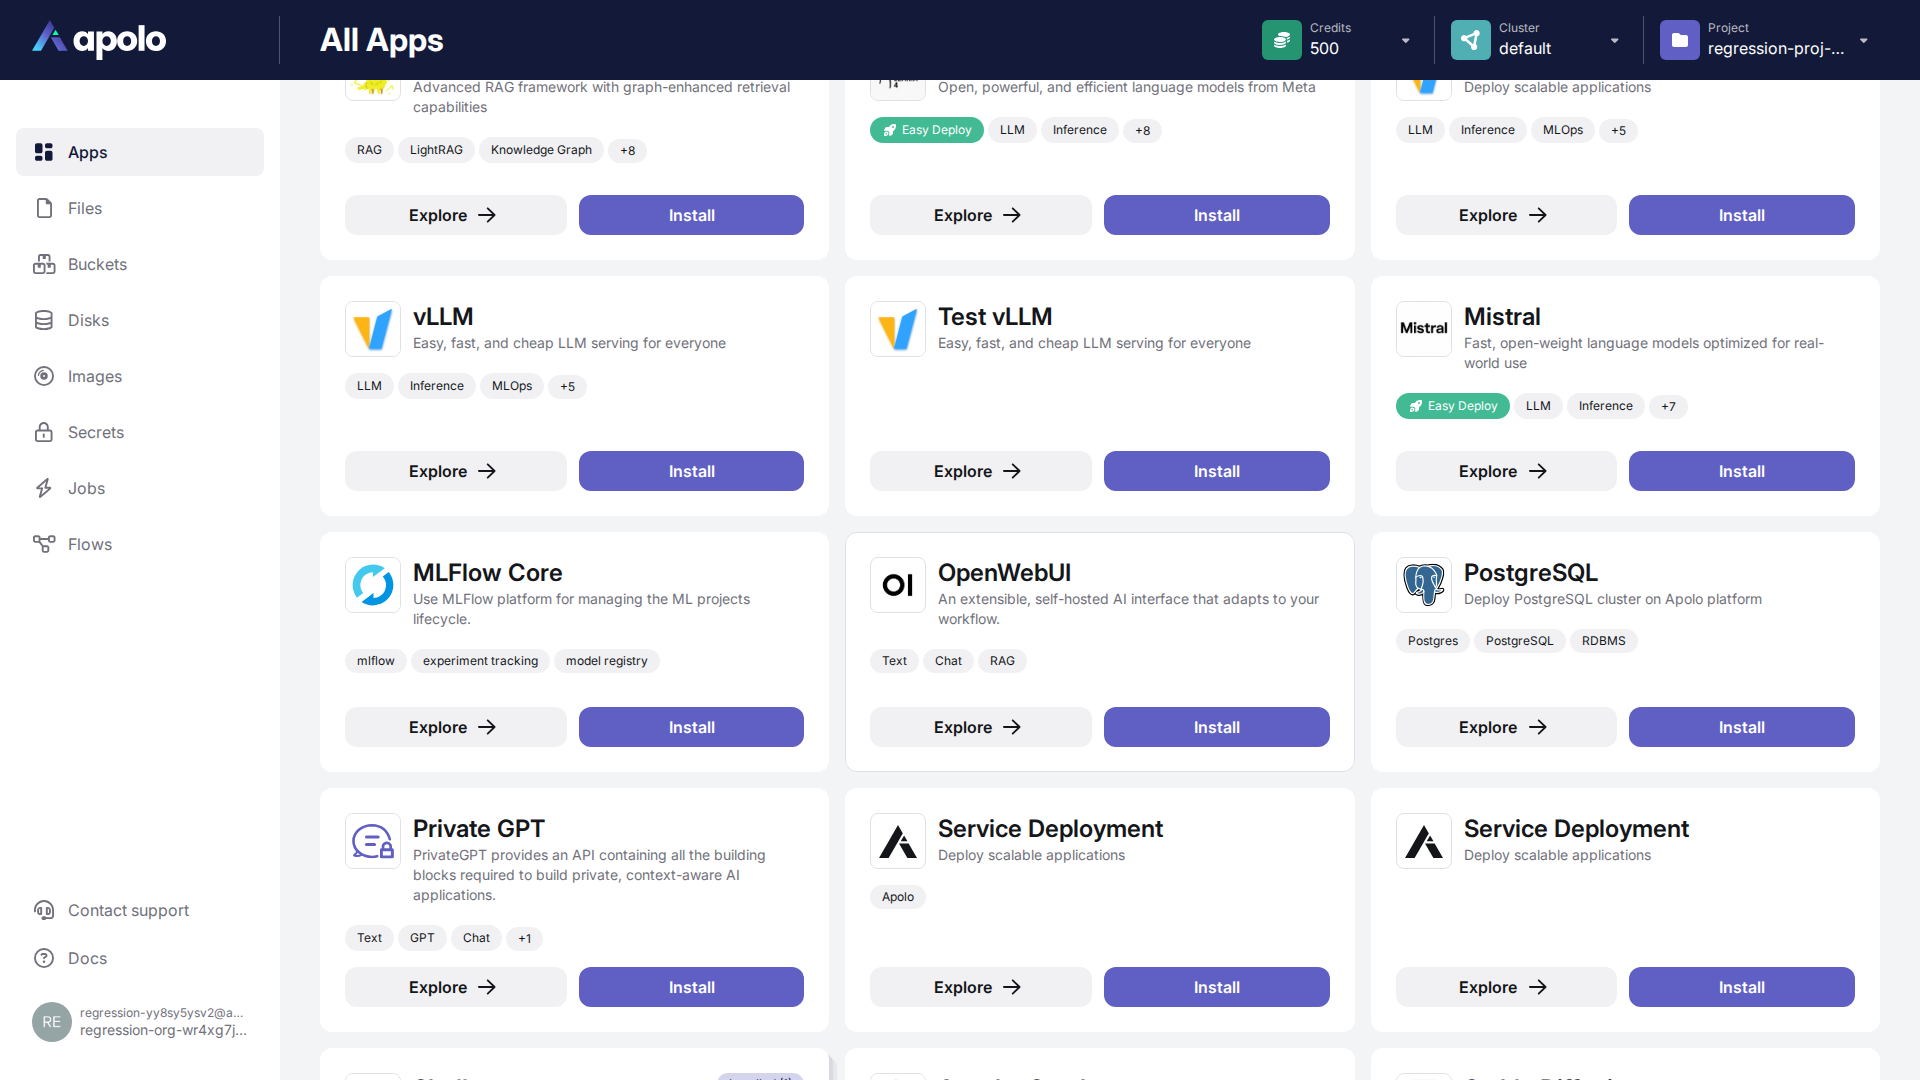 apolo
All Apps
Credits
500
Cluster
default
Project
regression-proj-...
Apps
Files
Buckets
Disks
Images
Secrets
Jobs
Flows
Contact support
Docs
RE
regression-yy8sy5ysv2@a...
regression-org-wr4xg7j...
Advanced RAG framework with graph-enhanced retrieval
capabilities
RAG LightRAG Knowledge Graph +8
Explore Install
Open, powerful, and efficient language models from Meta
Easy Deploy LLM Inference +8
Explore Install
Deploy scalable applications
LLM Inference MLOps +5
Explore Install
vLLM
Easy, fast, and cheap LLM serving for everyone
LLM Inference MLOps +5
Explore Install
Test vLLM
Easy, fast, and cheap LLM serving for everyone
Explore Install
Mistral
Mistral
Fast, open-weight language models optimized for real-
world use
Easy Deploy LLM Inference +7
Explore Install
MLFlow Core
Use MLFlow platform for managing the ML projects
lifecycle.
mlflow experiment tracking model registry
Explore Install
OI
OpenWebUI
An extensible, self-hosted AI interface that adapts to your
workflow.
Text Chat RAG
Explore Install
PostgreSQL
Deploy PostgreSQL cluster on Apolo platform
Postgres PostgreSQL RDBMS
Explore Install
Private GPT
PrivateGPT provides an API containing all the building
blocks required to build private, context-aware AI
applications.
Text GPT Chat +1
Explore Install
Service Deployment
Deploy scalable applications
Apolo
Explore Install
Service Deployment
Deploy scalable applications
Explore Install